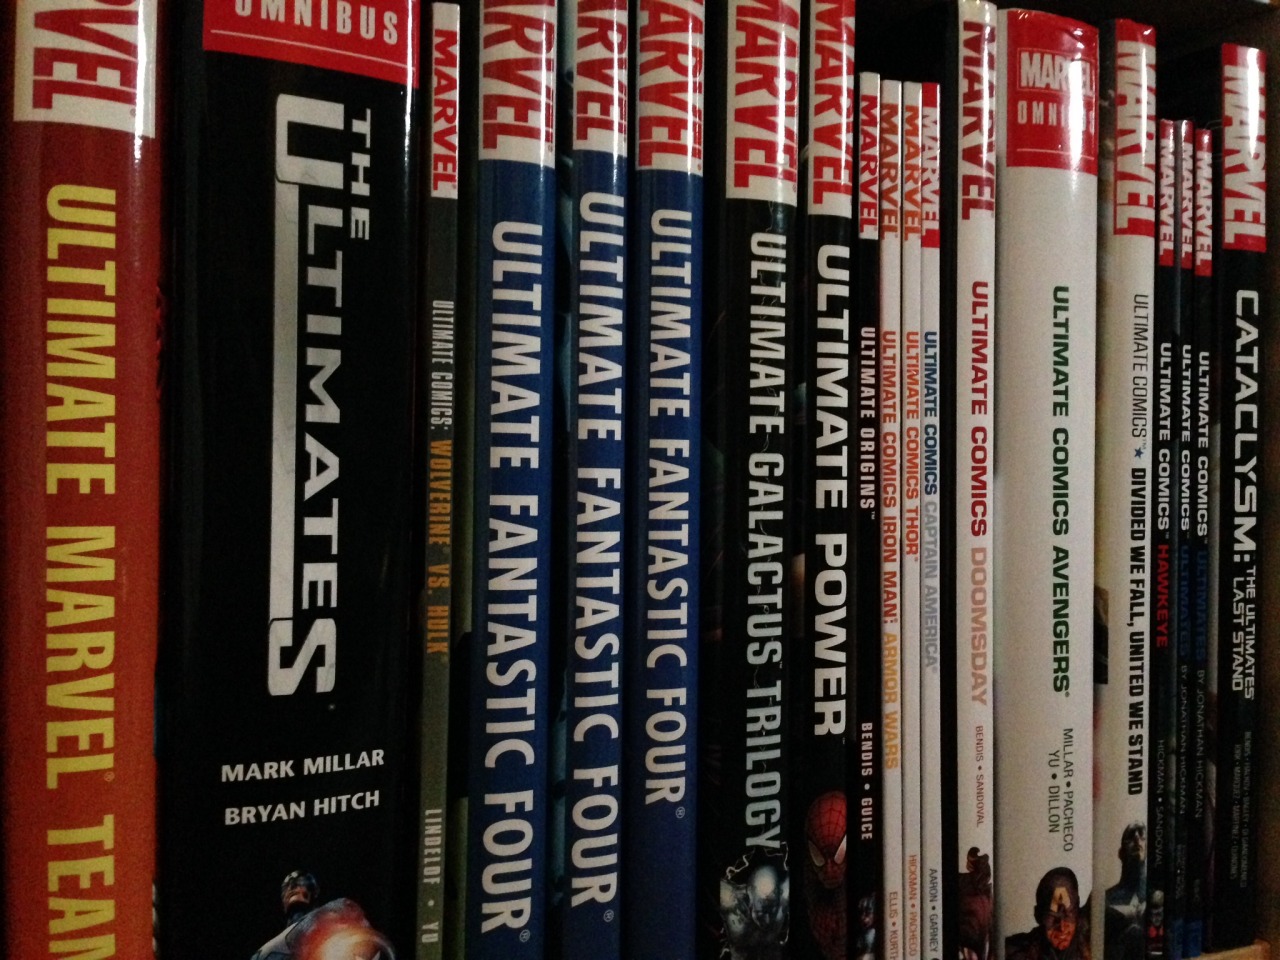 MARVEL
ULTIMATE MARVEL TEAM
OMNIBUS
THE ULTIMATES
MARK MILLAR
BRYAN HITCH
MARVEL
ULTIMATE COMICS: WOLVERINE VS. HULK
LINDELOF • YU
MARVEL
ULTIMATE FANTASTIC FOUR®
MARVEL
ULTIMATE FANTASTIC FOUR®
MARVEL
ULTIMATE FANTASTIC FOUR®
MARVEL
ULTIMATE GALACTUS TRILOGY
MARVEL
ULTIMATE POWER
MARVEL
ULTIMATE ORIGINS™
BENDIS • GUICE
MARVEL
ULTIMATE COMICS IRON MAN: ARMOR WARS
ELLIS • KURTH
MARVEL
ULTIMATE COMICS THOR
HICKMAN • PACHECO
MARVEL
ULTIMATE COMICS CAPTAIN AMERICA
AARON • GARNEY
MARVEL
ULTIMATE COMICS DOOMSDAY
BENDIS • SANDOVAL
MARVEL
OMNIBUS
ULTIMATE COMICS AVENGERS
MILLAR • PACHECO
YU • DILLON
MARVEL
ULTIMATE COMICS™★ DIVIDED WE FALL, UNITED WE STAND
MARVEL
ULTIMATE COMICS HAWKEYE
HICKMAN • SANDOVAL
MARVEL
ULTIMATE COMICS ULTIMATES BY JONATHAN HICKMAN
MARVEL
ULTIMATE COMICS ULTIMATES BY JONATHAN HICKMAN
MARVEL
CATACLYSM: THE ULTIMATES' LAST STAND